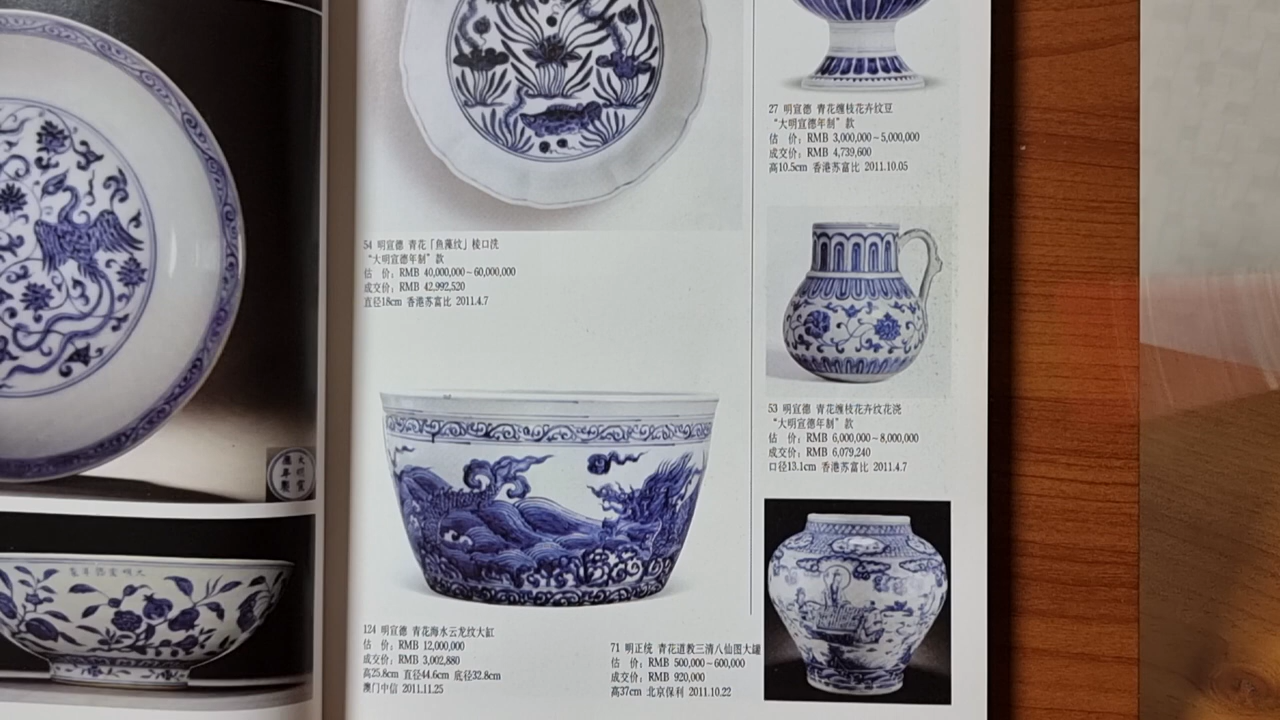 大明宣
德年製
大明宣德年製
54 明宣德 青花「鱼藻纹」棱口洗
“大明宣德年制”款
估 价：RMB 40,000,000～60,000,000
成交价：RMB 42,992,520
直径18cm 香港苏富比 2011.4.7
124 明宣德 青花海水云龙纹大缸
估 价：RMB 12,000,000
成交价：RMB 3,002,880
高25.8cm 直径44.6cm 底径32.8cm
澳门中信 2011.11.25
27 明宣德 青花缠枝花卉纹豆
“大明宣德年制”款
估 价：RMB 3,000,000～5,000,000
成交价：RMB 4,739,600
高10.5cm 香港苏富比 2011.10.05
53 明宣德 青花缠枝花卉纹花浇
“大明宣德年制”款
估 价：RMB 6,000,000～8,000,000
成交价：RMB 6,079,240
口径13.1cm 香港苏富比 2011.4.7
71 明正统 青花道教三清八仙图大罐
估 价：RMB 500,000～600,000
成交价：RMB 920,000
高37cm 北京保利 2011.10.22